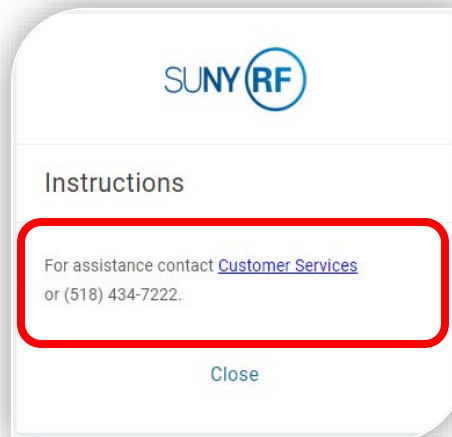 SUNY RF
Instructions
For assistance contact Customer Services
or (518) 434-7222.
Close